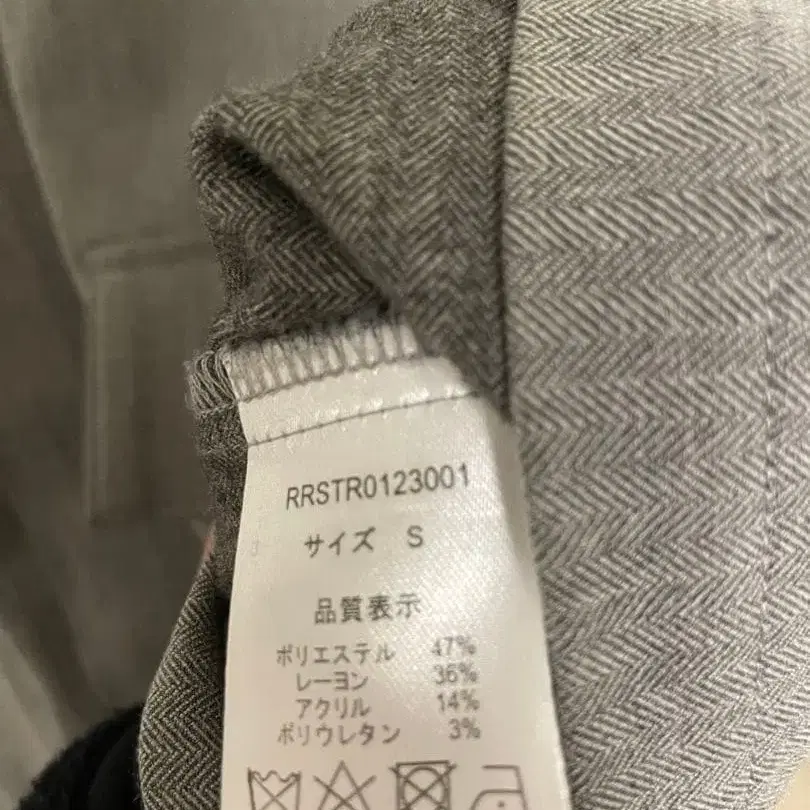 RRSTR0123001
サイズ S
品質表示
ポリエステル 47%
レーヨン 36%
アクリル 14%
ポリウレタン 3%